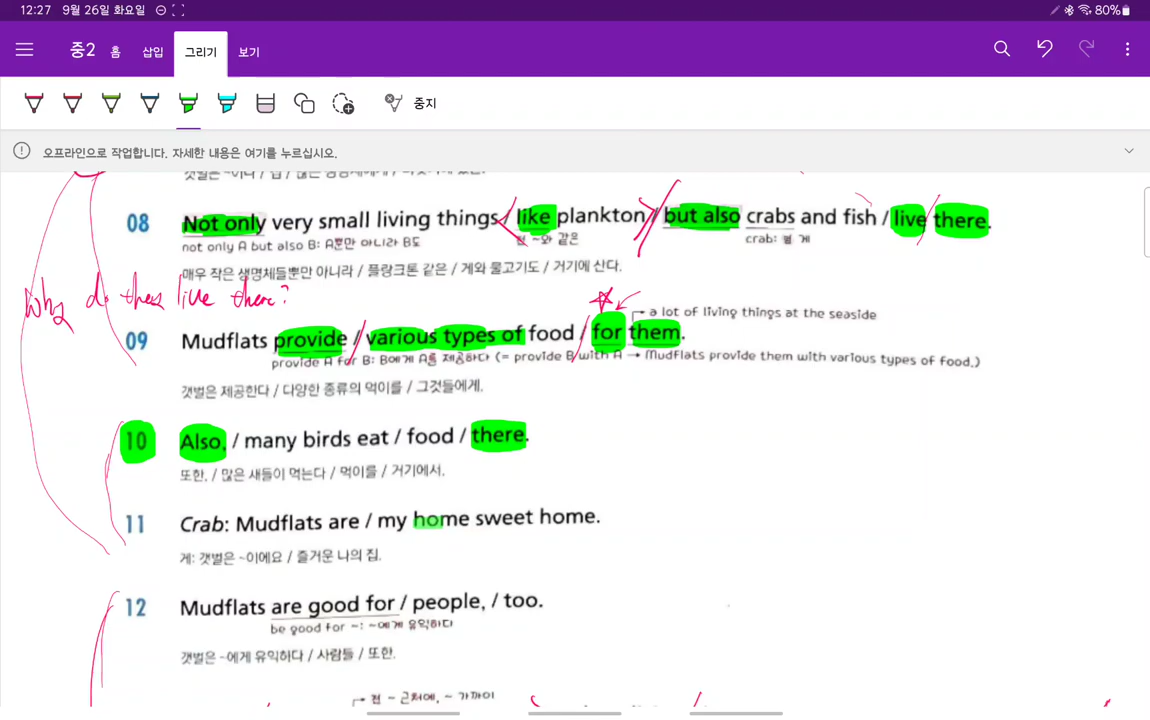 12:27 9월 26일 화요일 80%
중2 홈 삽입 그리기 보기
중지
오프라인으로 작업합니다. 자세한 내용은 여기를 누르십시오.
08 Not only very small living things / like plankton / but also crabs and fish / live there.
not only A but also B: A뿐만 아니라 B도 전 ~와 같은 crab: 명 게
매우 작은 생명체들뿐만 아니라 / 플랑크톤 같은 / 게와 물고기도 / 거기에 산다.
Why do they live there?
a lot of living things at the seaside
09 Mudflats provide / various types of food / for them.
provide A for B: B에게 A를 제공하다 (= provide B with A → Mudflats provide them with various types of food.)
갯벌은 제공한다 / 다양한 종류의 먹이를 / 그것들에게.
10 Also, / many birds eat / food / there.
또한, / 많은 새들이 먹는다 / 먹이를 / 거기에서.
11 Crab: Mudflats are / my home sweet home.
게: 갯벌은 ~이에요 / 즐거운 나의 집.
12 Mudflats are good for / people, / too.
be good for ~: ~에게 유익하다
갯벌은 ~에게 유익하다 / 사람들 / 또한.
전 ~ 근처에, ~ 가까이